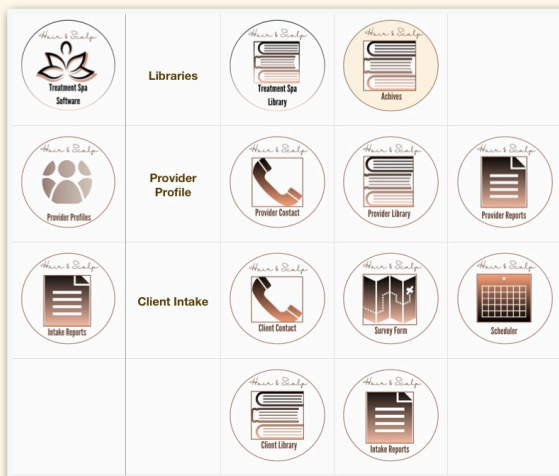 Hair & Scalp
Treatment Spa
Software
Libraries
Hair & Scalp
Treatment Spa
Library
Hair & Scalp
Achives
Hair & Scalp
Provider Profiles
Provider
Profile
Hair & Scalp
Provider Contact
Hair & Scalp
Provider Library
Hair & Scalp
Provider Reports
Hair & Scalp
Intake Reports
Client Intake
Hair & Scalp
Client Contact
Hair & Scalp
Survey Form
Hair & Scalp
Scheduler
Hair & Scalp
Client Library
Hair & Scalp
Intake Reports